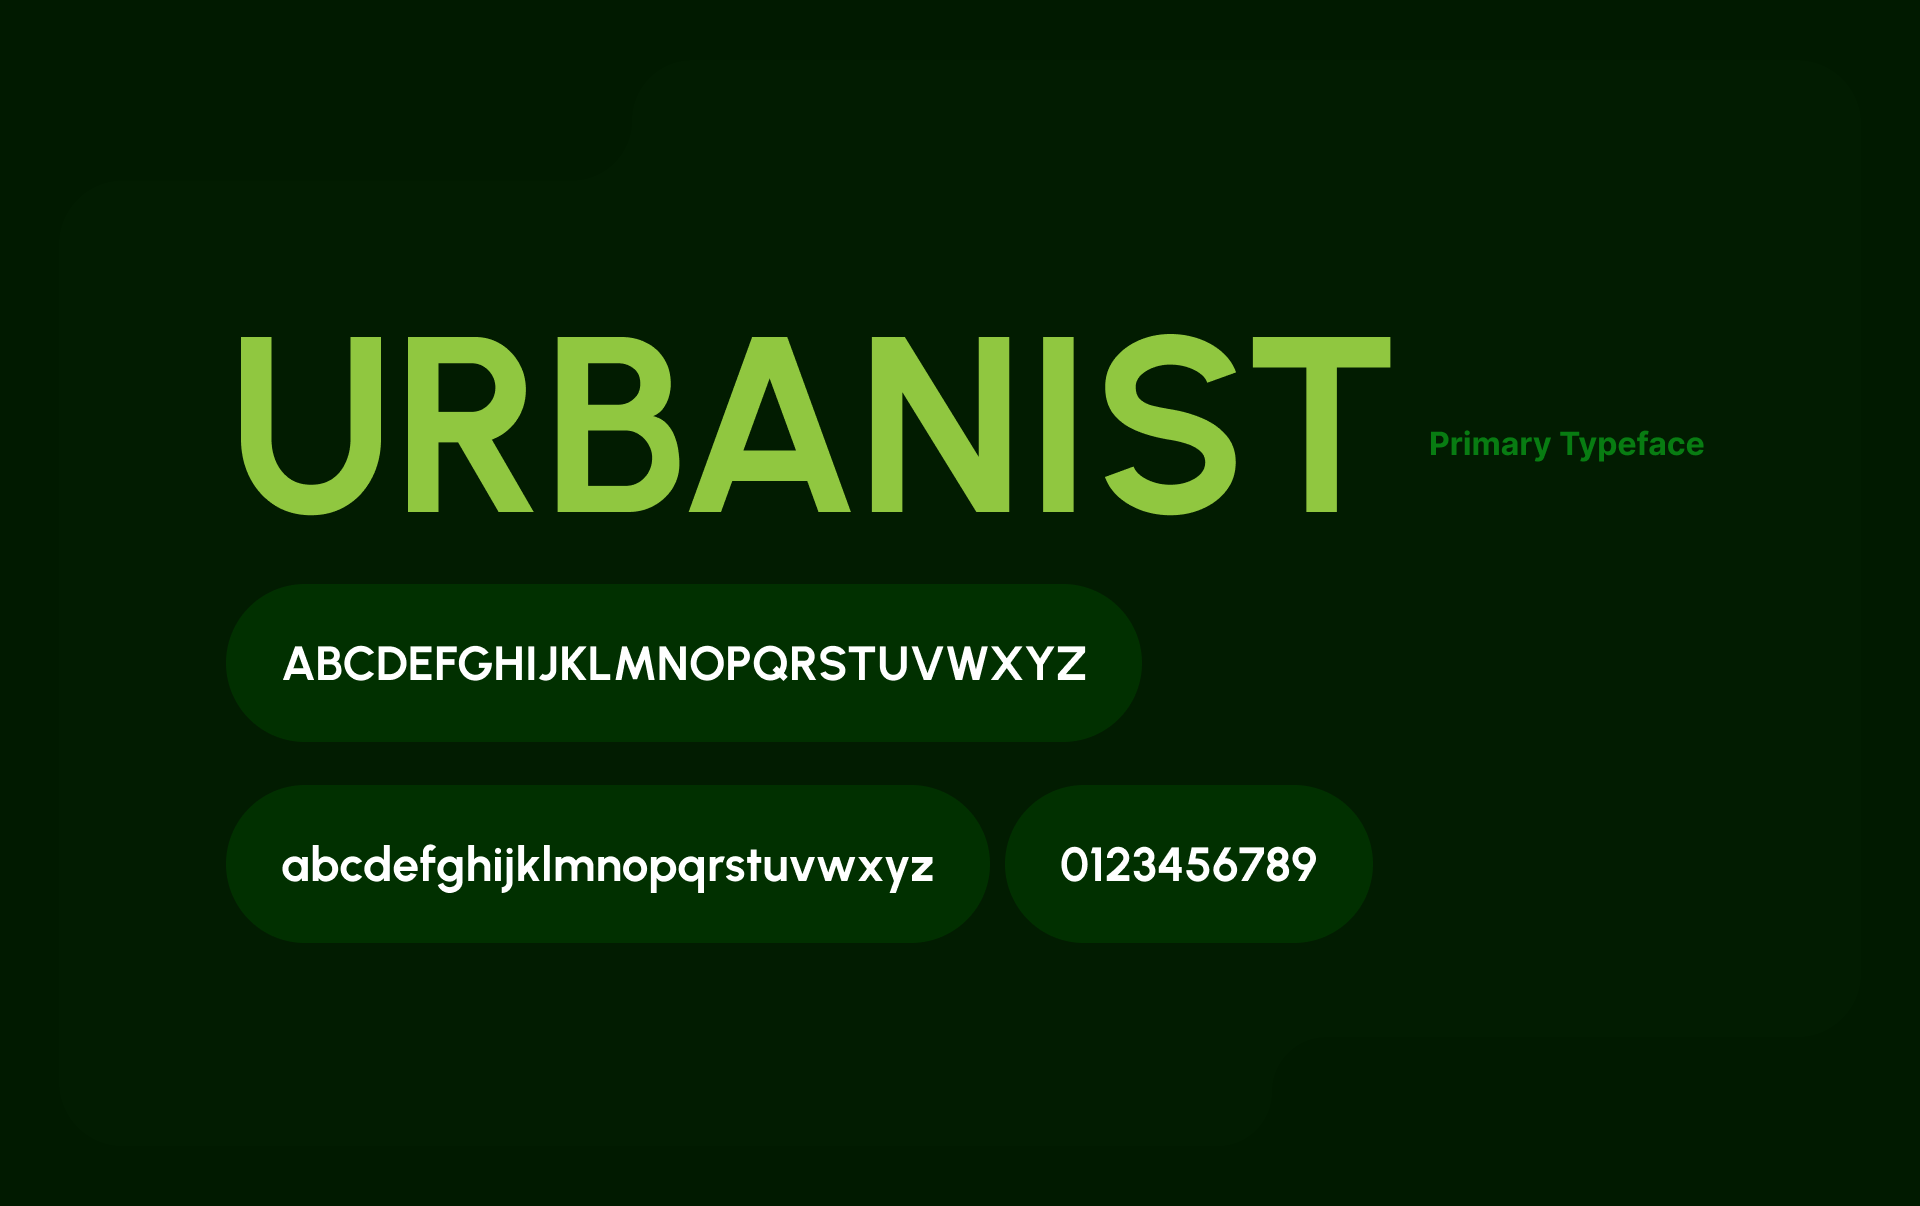 URBANIST
Primary Typeface
ABCDEFGHIJKLMNOPQRSTUVWXYZ
abcdefghijklmnopqrstuvwxyz
0123456789